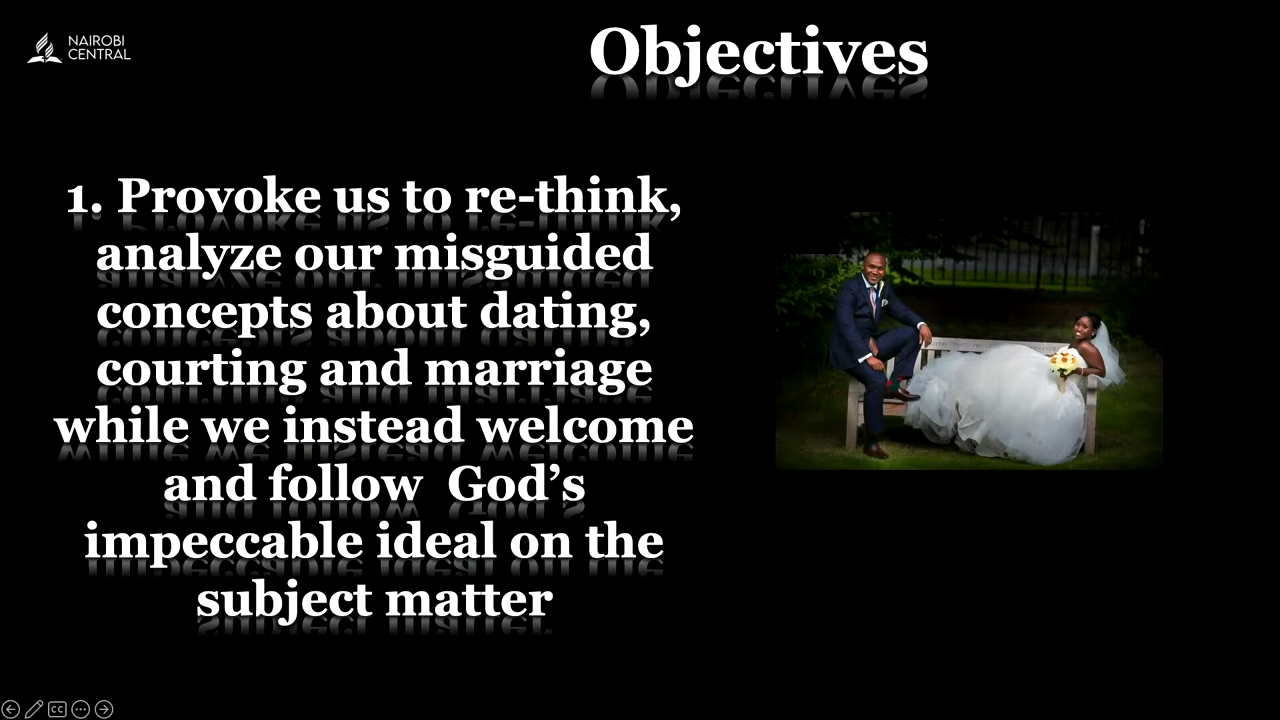 NAIROBI
CENTRAL
Objectives
1. Provoke us to re-think,
analyze our misguided
concepts about dating,
courting and marriage
while we instead welcome
and follow  God’s
impeccable ideal on the
subject matter
CC